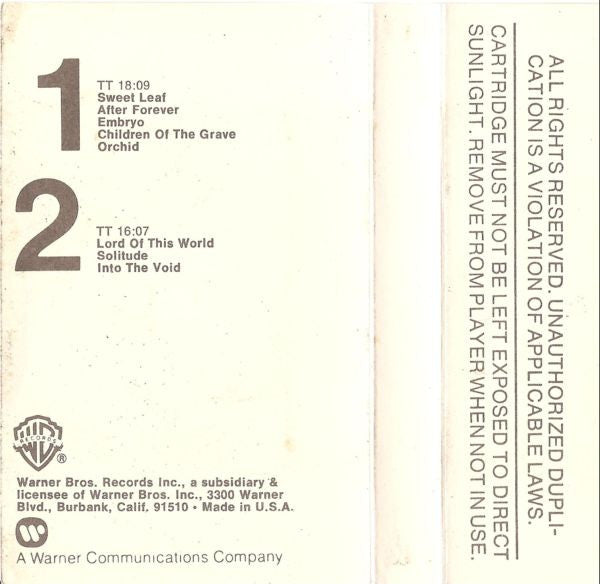 1
TT 18:09
Sweet Leaf
After Forever
Embryo
Children Of The Grave
Orchid
2
TT 16:07
Lord Of This World
Solitude
Into The Void
WB
RECORDS
®
Warner Bros. Records Inc., a subsidiary &
licensee of Warner Bros. Inc., 3300 Warner
Blvd., Burbank, Calif. 91510 • Made in U.S.A.
A Warner Communications Company
ALL RIGHTS RESERVED. UNAUTHORIZED DUPLI-
CATION IS A VIOLATION OF APPLICABLE LAWS.
CARTRIDGE MUST NOT BE LEFT EXPOSED TO DIRECT
SUNLIGHT. REMOVE FROM PLAYER WHEN NOT IN USE.